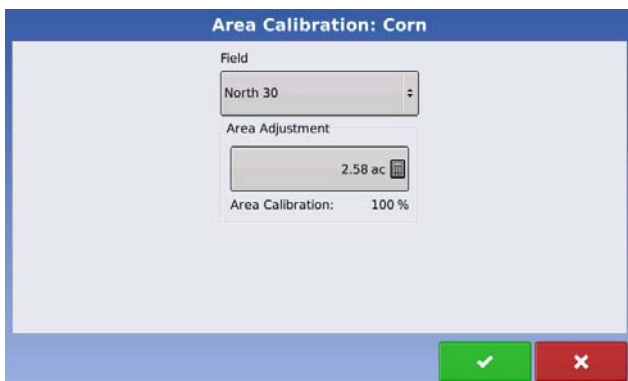 Area Calibration: Corn
Field
North 30
Area Adjustment
2.58 ac
Area Calibration: 100 %